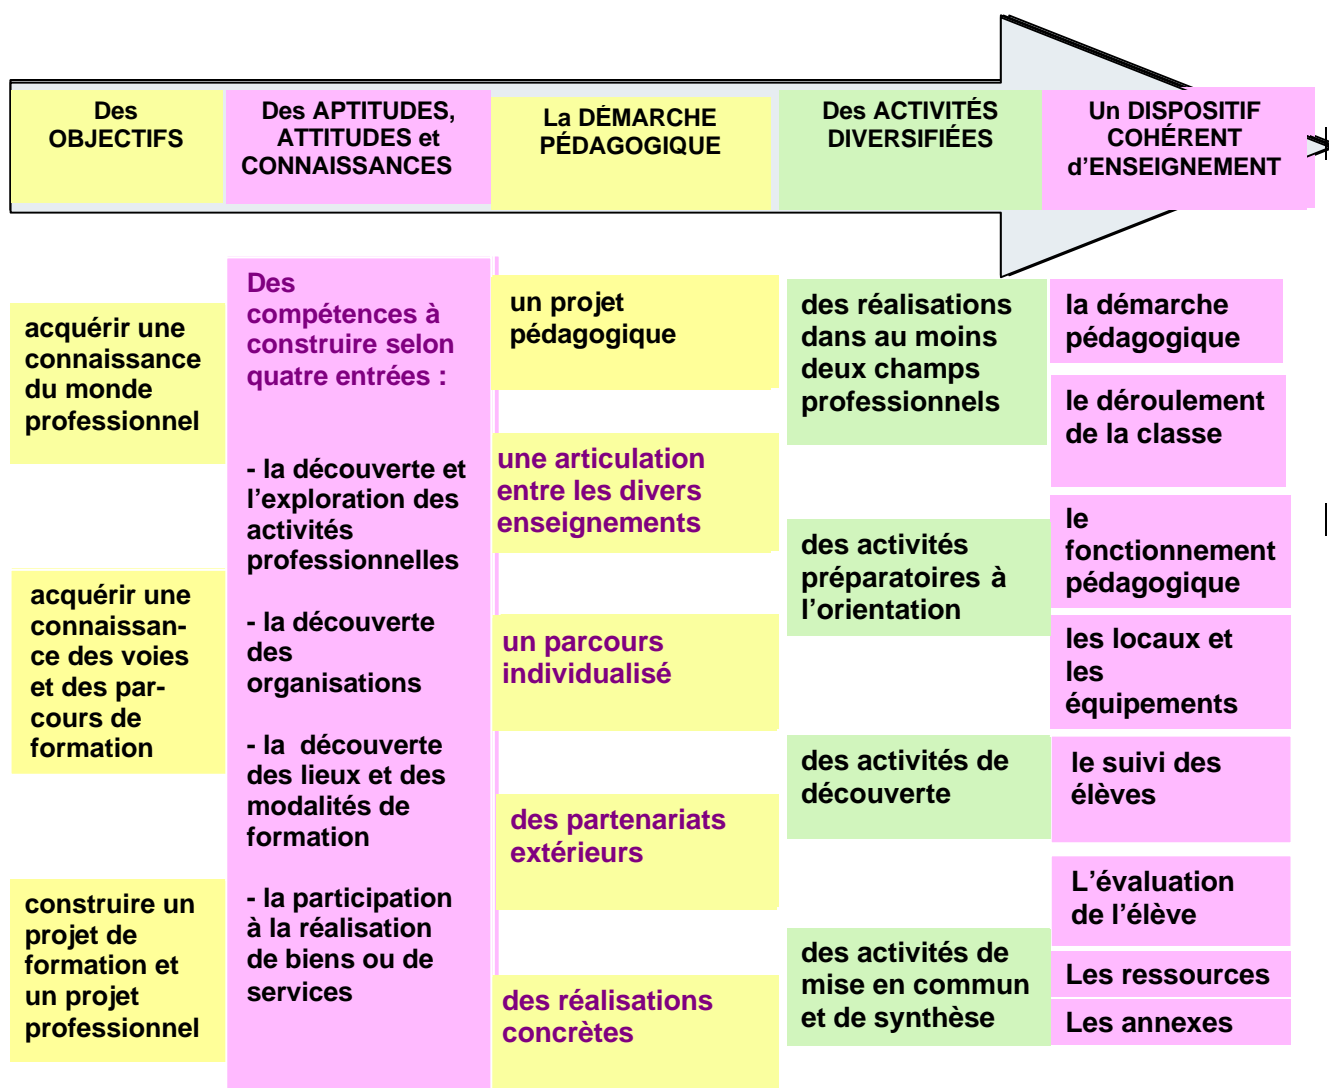 Des
OBJECTIFS
Des APTITUDES,
ATTITUDES et
CONNAISSANCES
La DÉMARCHE
PÉDAGOGIQUE
Des ACTIVITÉS
DIVERSIFIÉES
Un DISPOSITIF
COHÉRENT
d’ENSEIGNEMENT
acquérir une
connaissance
du monde
professionnel
acquérir une
connaissan-
ce des voies
et des par-
cours de
formation
construire un
projet de
formation et
un projet
professionnel
Des
compétences à
construire selon
quatre entrées :
- la découverte et
l’exploration des
activités
professionnelles
- la découverte
des
organisations
- la  découverte
des lieux et des
modalités de
formation
- la participation
à la réalisation
de biens ou de
services
un projet
pédagogique
une articulation
entre les divers
enseignements
un parcours
individualisé
des partenariats
extérieurs
des réalisations
concrètes
des réalisations
dans au moins
deux champs
professionnels
des activités
préparatoires à
l’orientation
des activités de
découverte
des activités de
mise en commun
et de synthèse
la démarche
pédagogique
le déroulement
de la classe
le
fonctionnement
pédagogique
les locaux et
les
équipements
le suivi des
élèves
L’évaluation
de l’élève
Les ressources
Les annexes